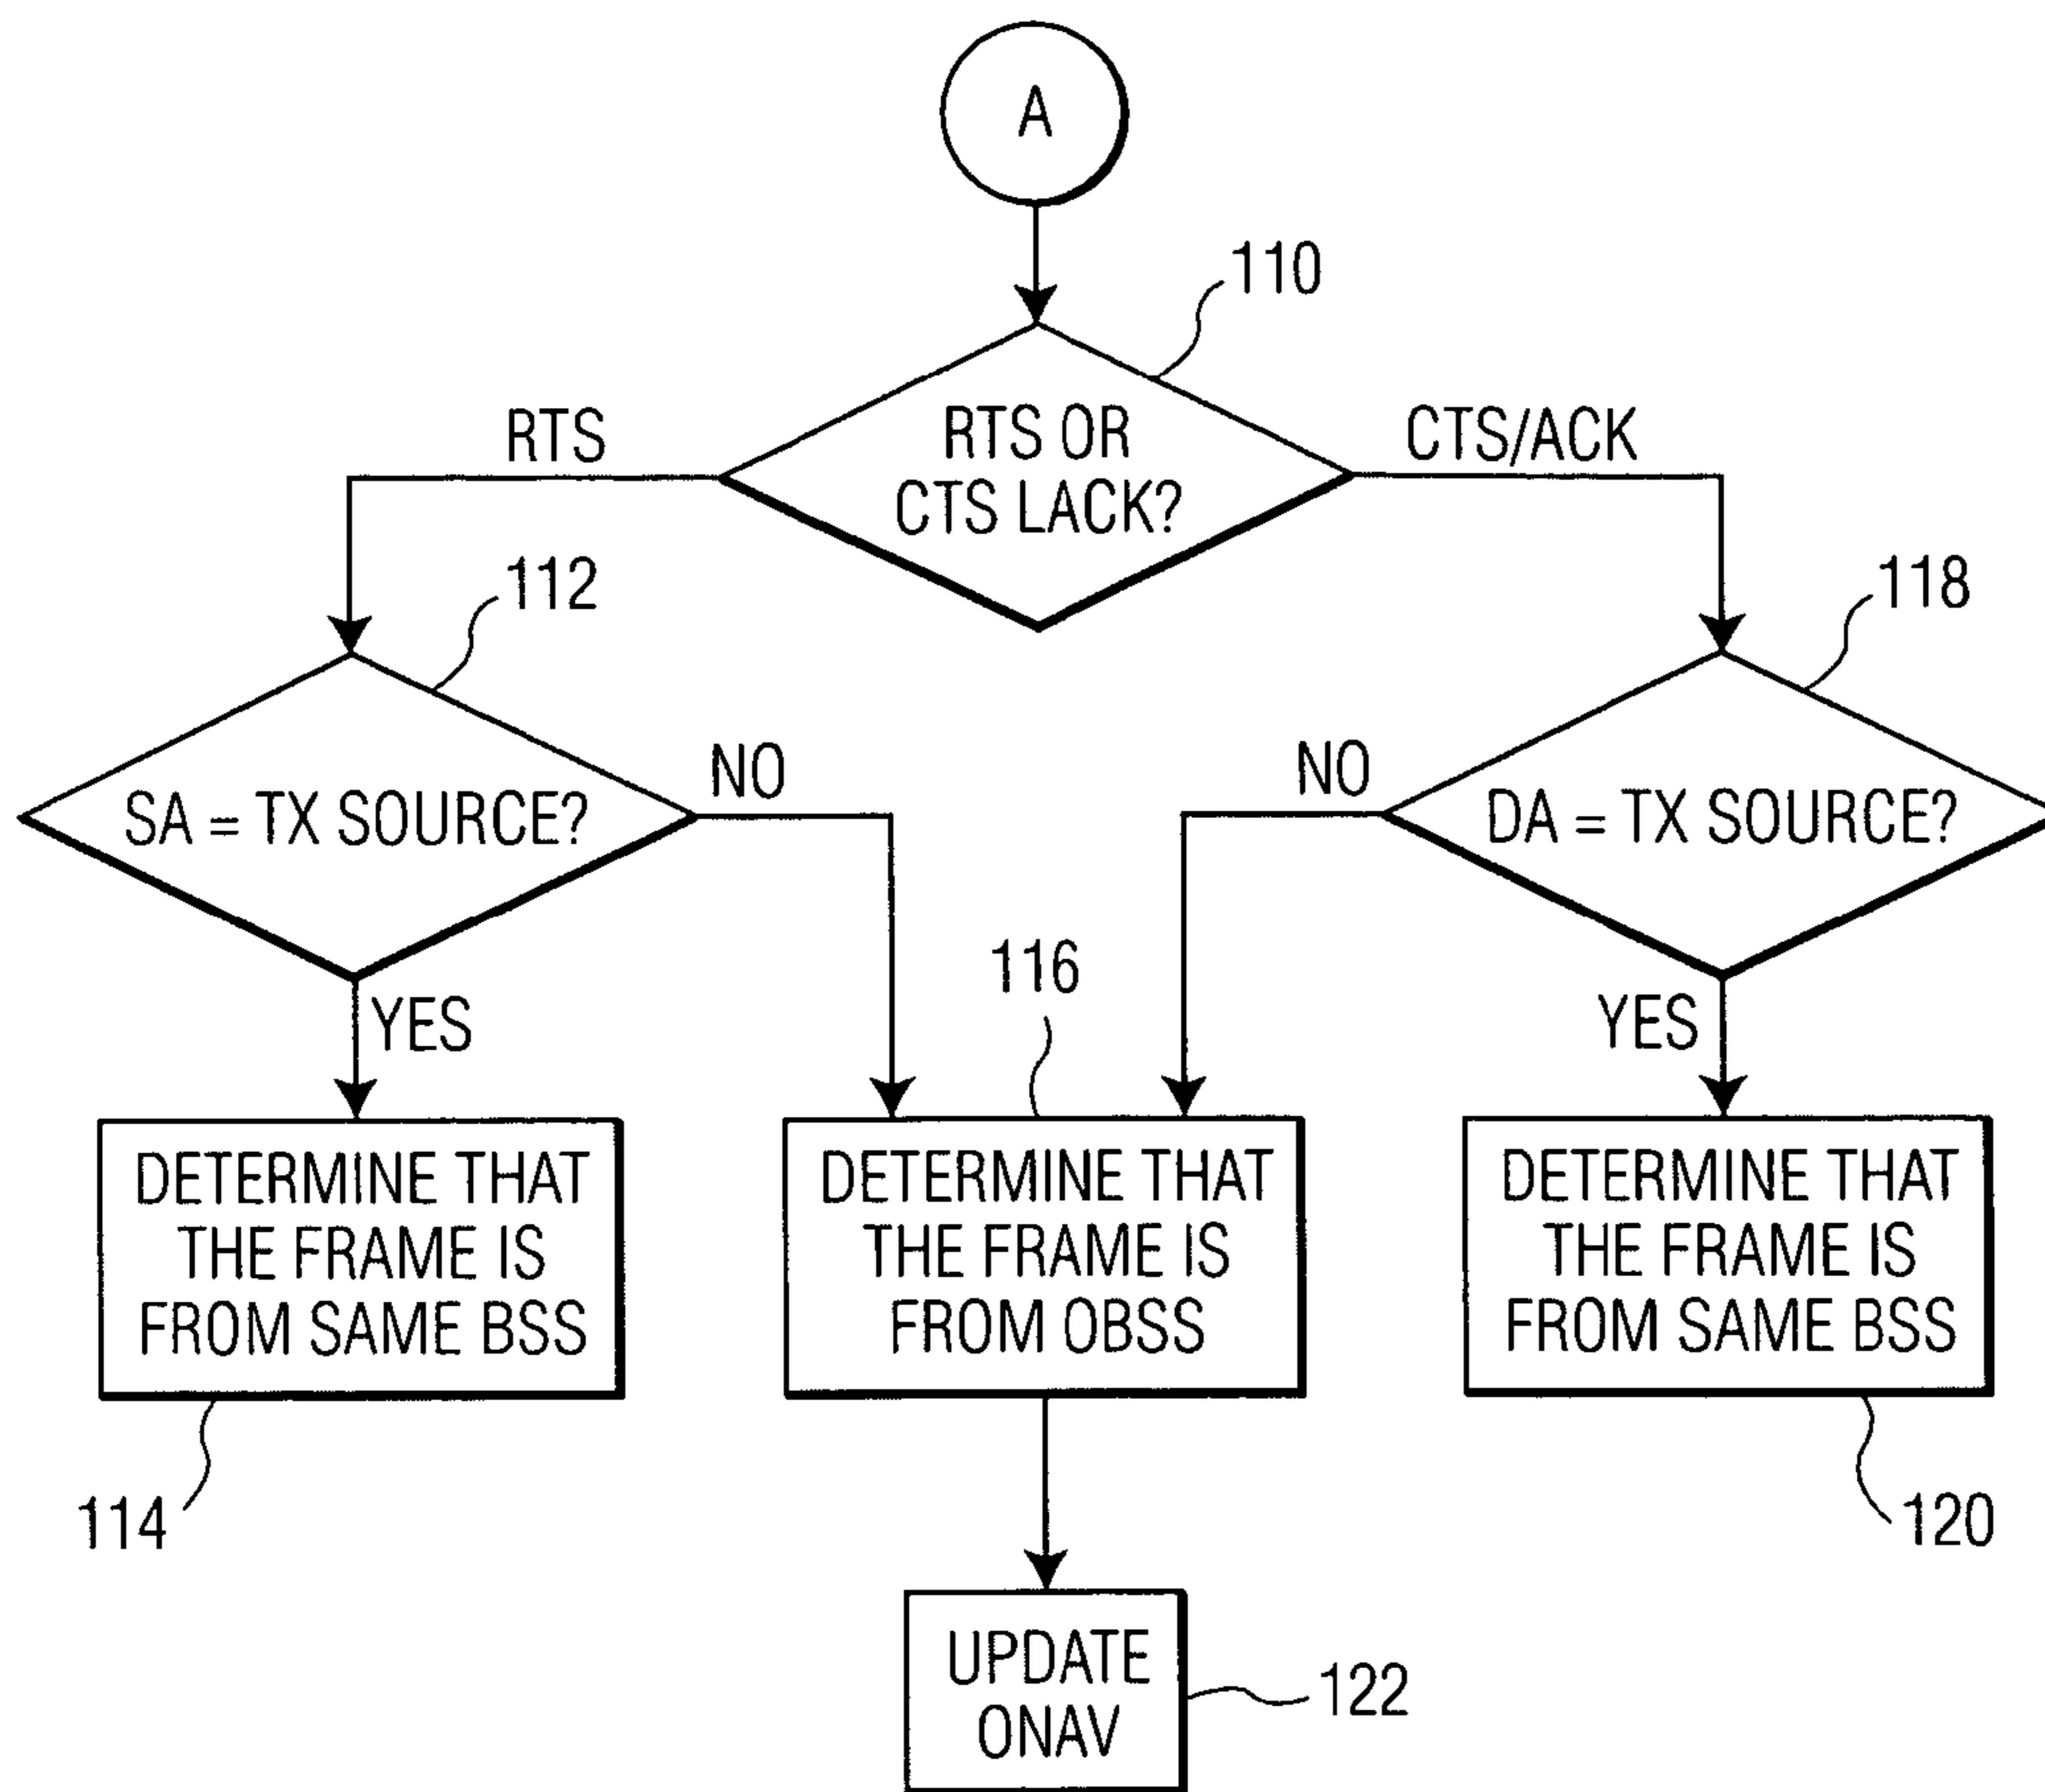 A
110
RTS OR
CTS LACK?
RTS
CTS/ACK
112
118
SA = TX SOURCE?
NO
NO
DA = TX SOURCE?
YES
116
YES
DETERMINE THAT
THE FRAME IS
FROM SAME BSS
DETERMINE THAT
THE FRAME IS
FROM OBSS
DETERMINE THAT
THE FRAME IS
FROM SAME BSS
114
120
UPDATE
ONAV
122